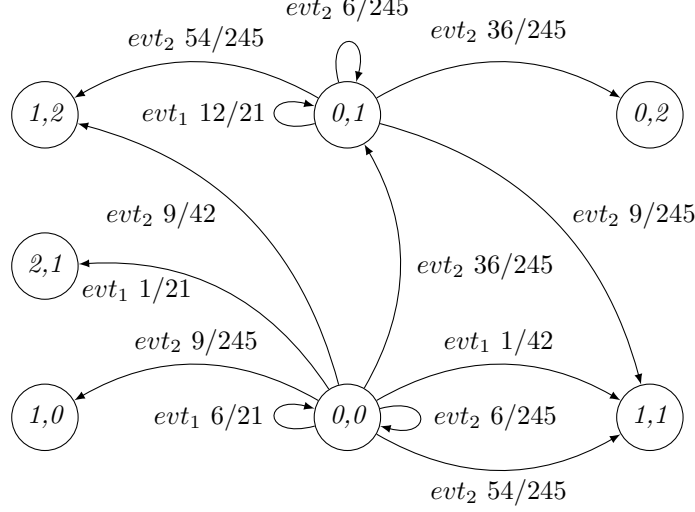 evt₂ 6/245
evt₂ 54/245
evt₂ 36/245
1,2
evt₁ 12/21
0,1
0,2
evt₂ 9/42
evt₂ 9/245
2,1
evt₁ 1/21
evt₂ 36/245
evt₂ 9/245
evt₁ 1/42
1,0
evt₁ 6/21
0,0
evt₂ 6/245
1,1
evt₂ 54/245